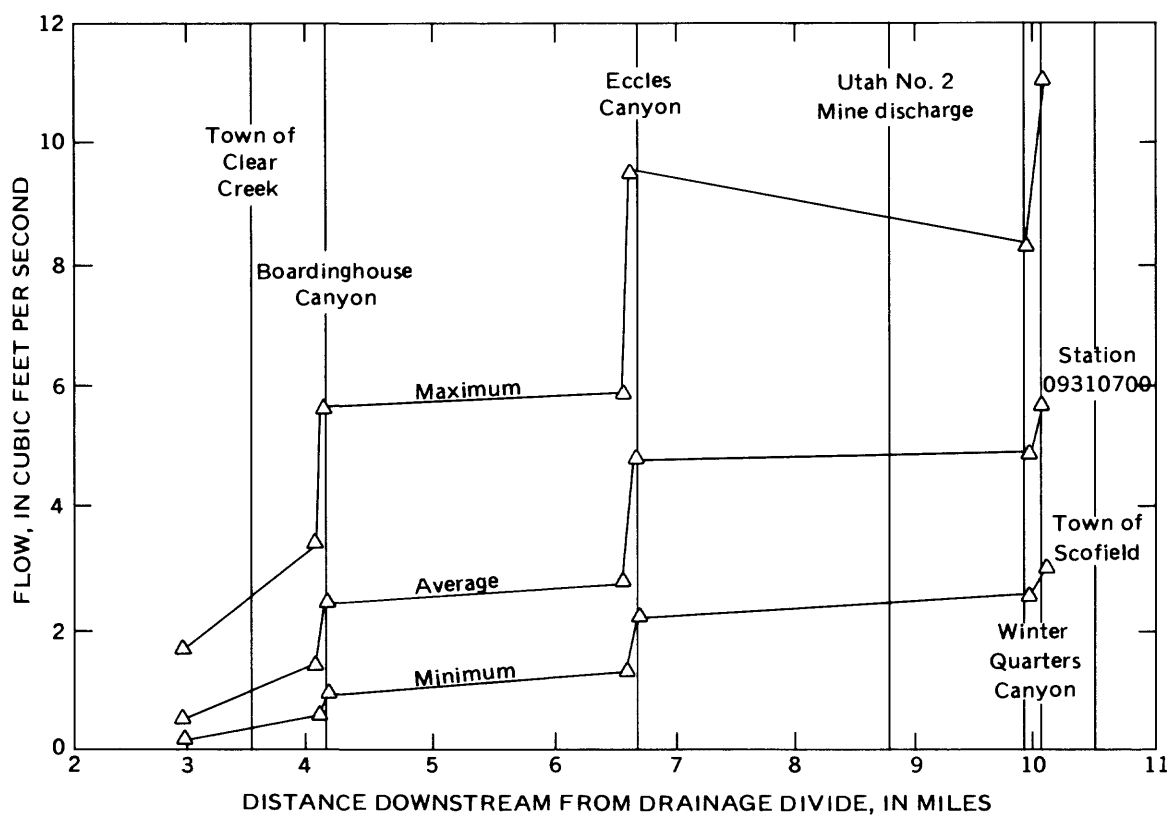 12
10
8
6
4
2
0
FLOW, IN CUBIC FEET PER SECOND
Town of
Clear
Creek
Boardinghouse
Canyon
Eccles
Canyon
Utah No. 2
Mine discharge
Station
09310700
Town of
Scofield
Winter
Quarters
Canyon
Maximum
Average
Minimum
2 3 4 5 6 7 8 9 10 11
DISTANCE DOWNSTREAM FROM DRAINAGE DIVIDE, IN MILES